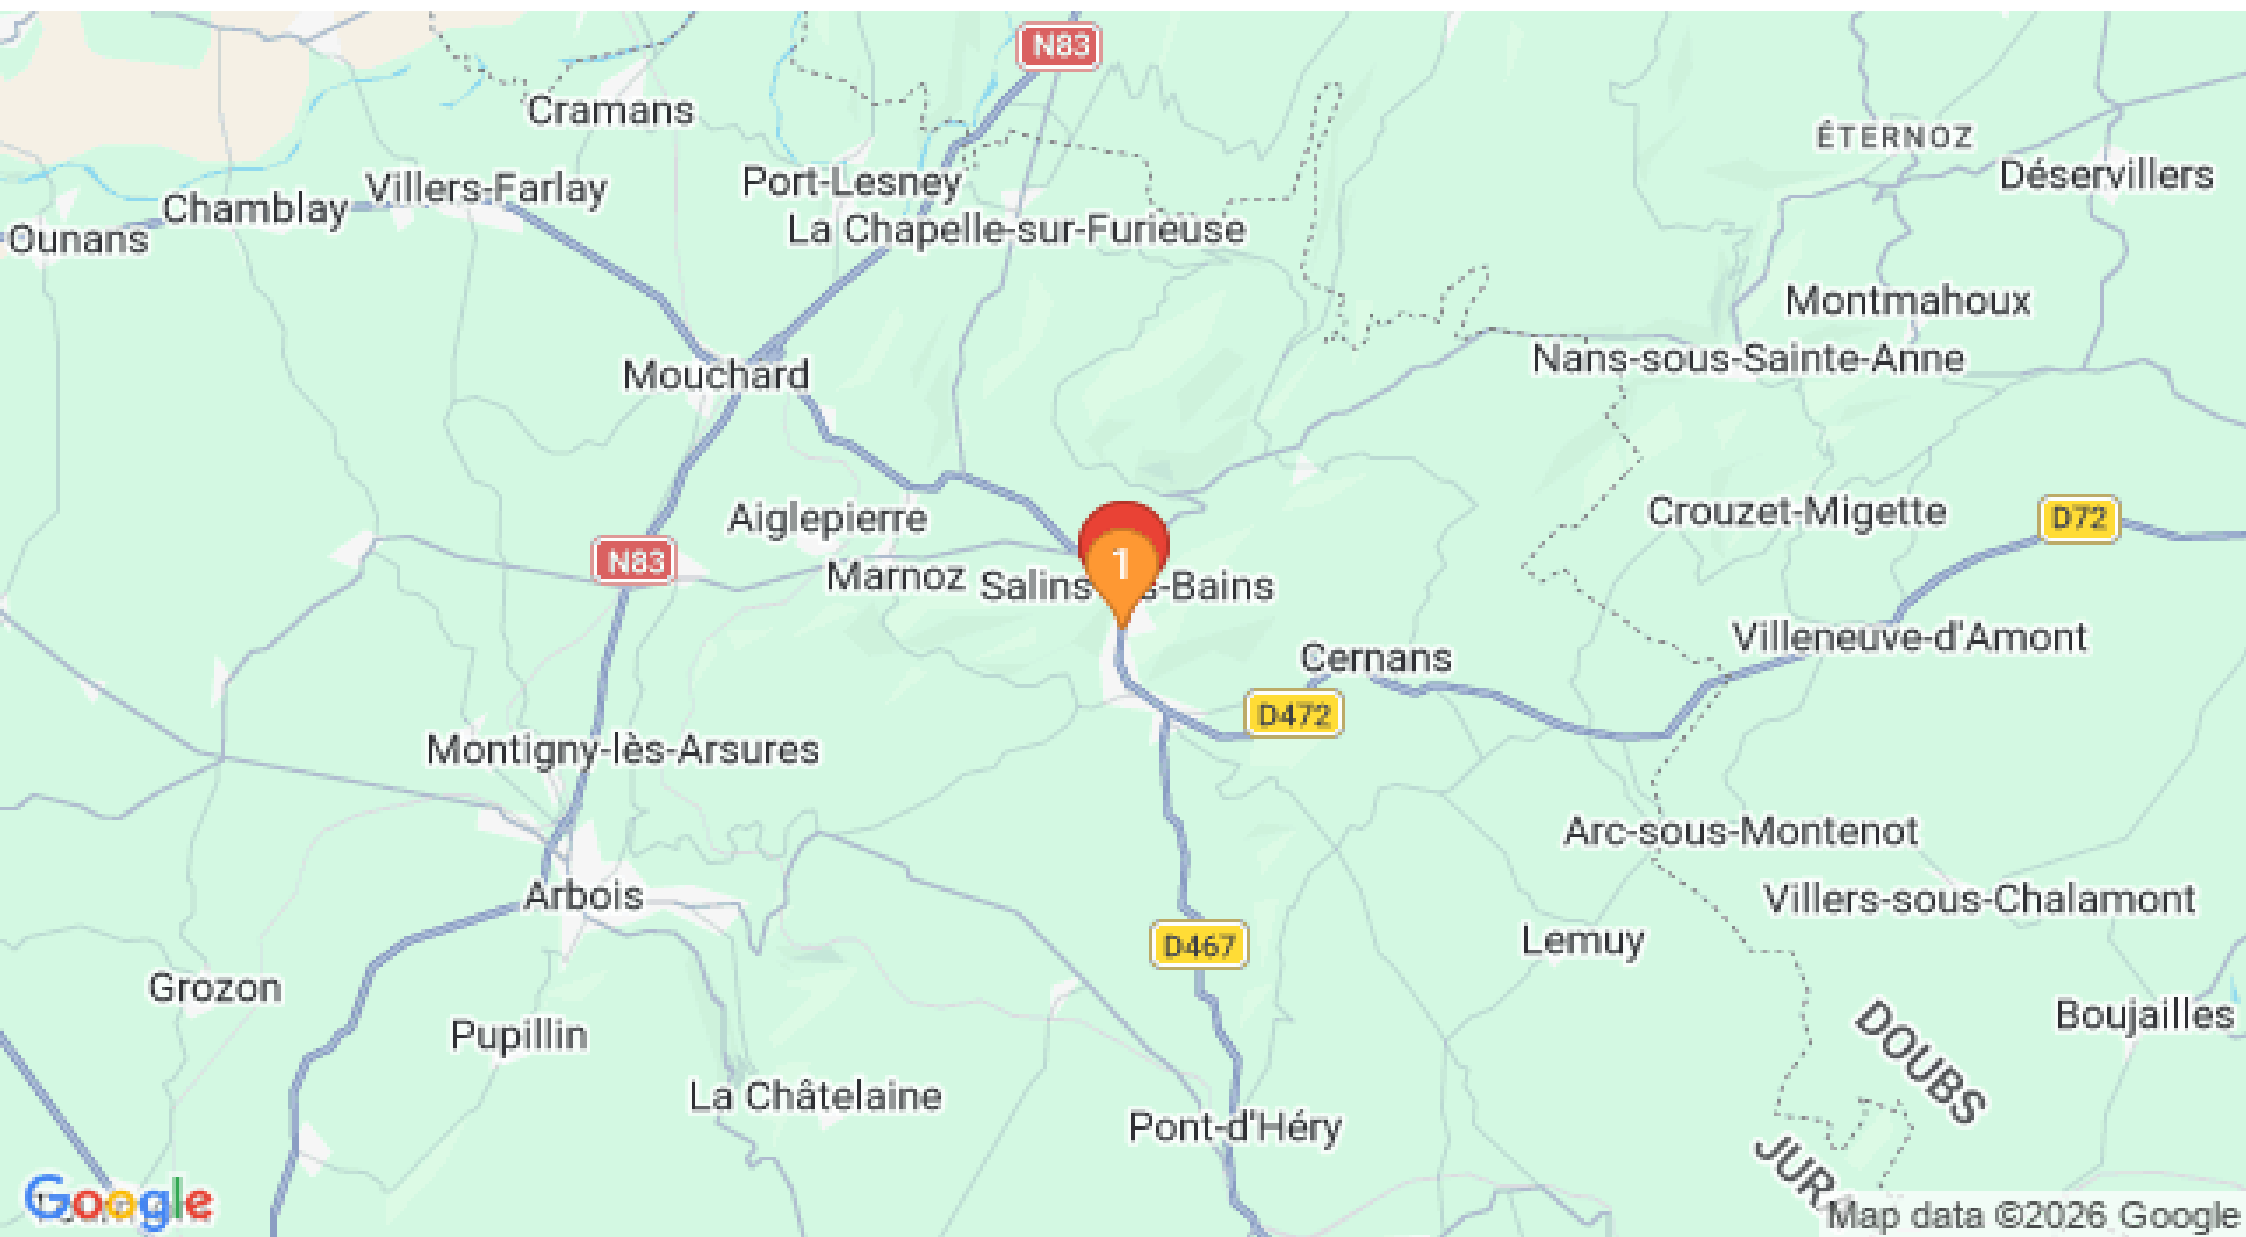 N83
Cramans
ÉTERNOZ
Déservillers
Villers-Farlay
Port-Lesney
Chamblay
La Chapelle-sur-Furieuse
Ounans
Montmahoux
Nans-sous-Sainte-Anne
Mouchard
Aiglepierre
Crouzet-Migette
D72
N83
1
Marnoz
Salins
s-Bains
Cernans
Villeneuve-d'Amont
D472
Montigny-lès-Arsures
Arc-sous-Montenot
Arbois
Villers-sous-Chalamont
D467
Lemuy
Grozon
Pupillin
Boujailles
DOUBS
La Châtelaine
Pont-d'Héry
JURA
Google
Map data ©2026 Google